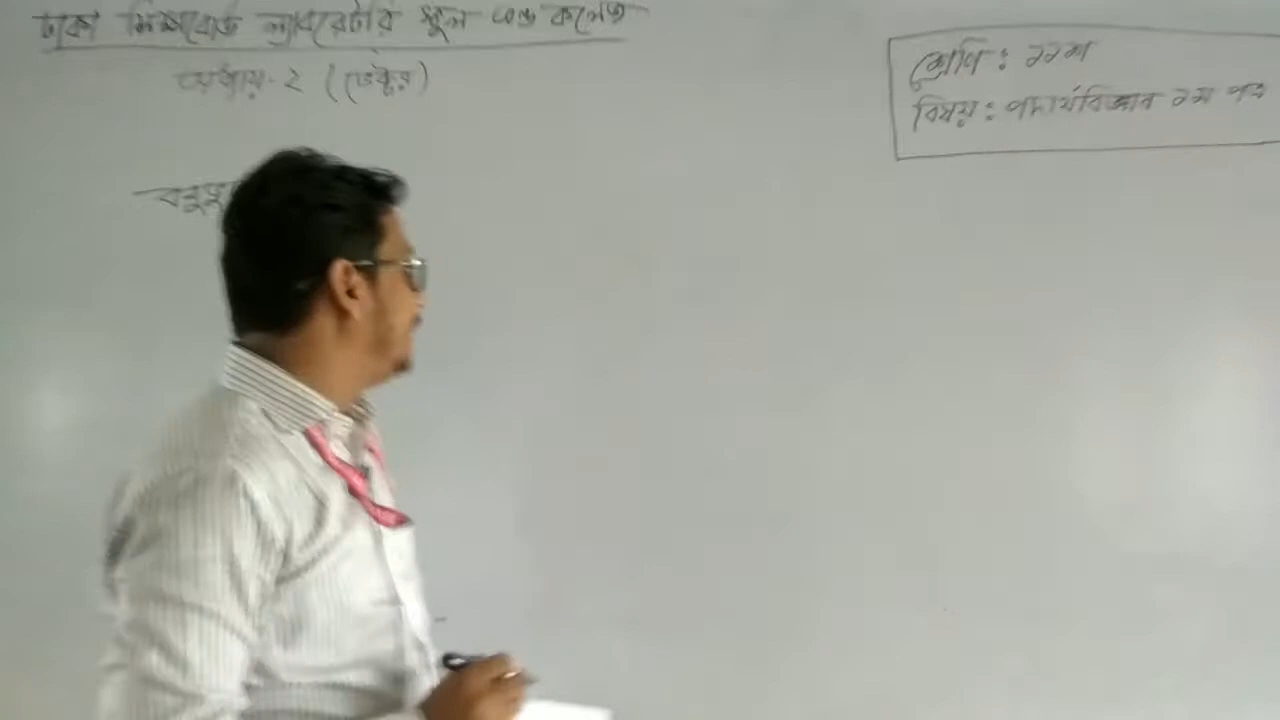 ঢাকা শিক্ষাবোর্ড ল্যাবরেটরি স্কুল এন্ড কলেজ
অধ্যায়-২ (ভেক্টর)
শ্রেণি : ১১শ
বিষয় : পদার্থবিজ্ঞান ১ম পত্র